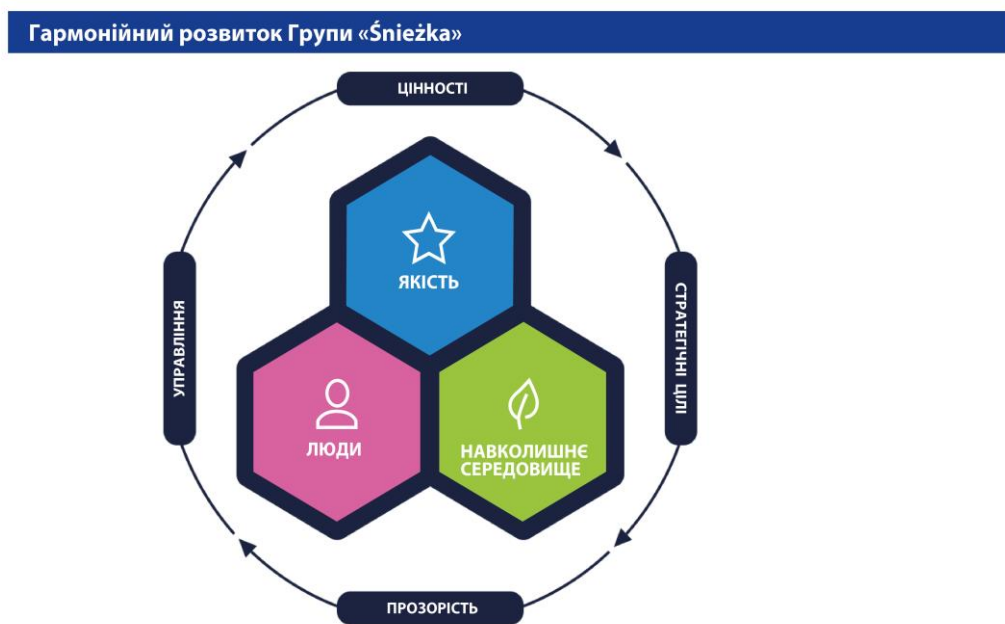 Гармонійний розвиток Групи «Śnieżka»
ЦІННОСТІ
ЯКІСТЬ
УПРАВЛІННЯ
СТРАТЕГІЧНІ ЦІЛІ
ЛЮДИ
НАВКОЛИШНЄ
СЕРЕДОВИЩЕ
ПРОЗОРІСТЬ